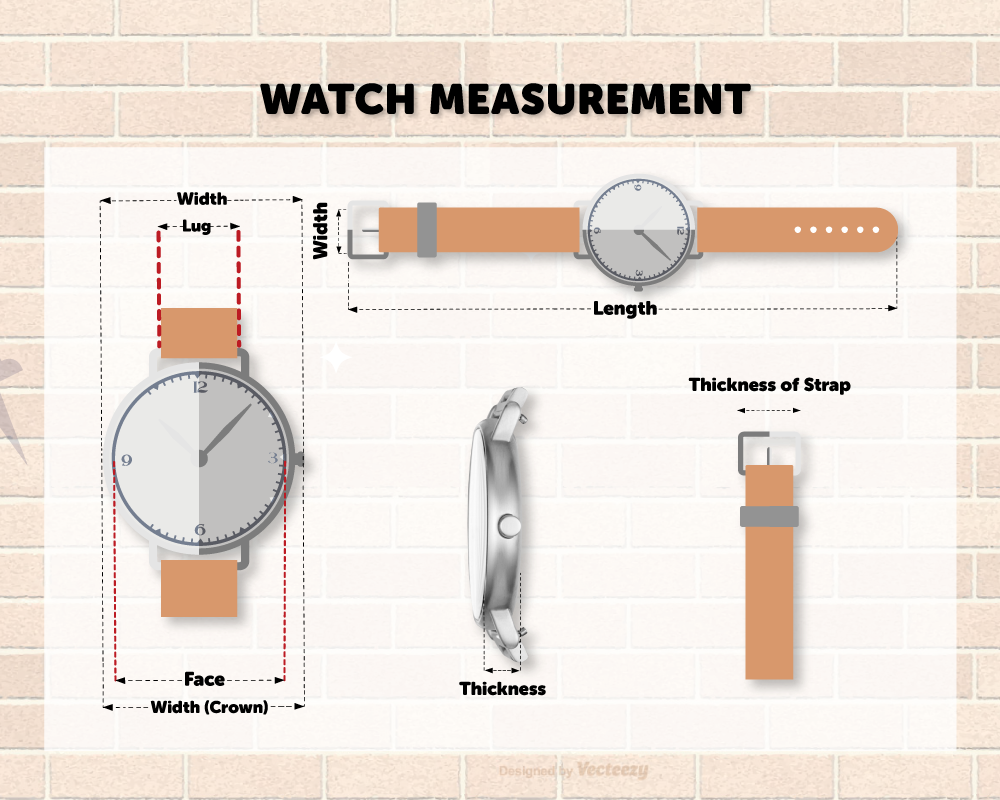 WATCH MEASUREMENT
Width
Lug
12
9
3
6
Face
Width (Crown)
Width
9
6
12
3
Length
Thickness
Thickness of Strap
Designed by Vecteezy